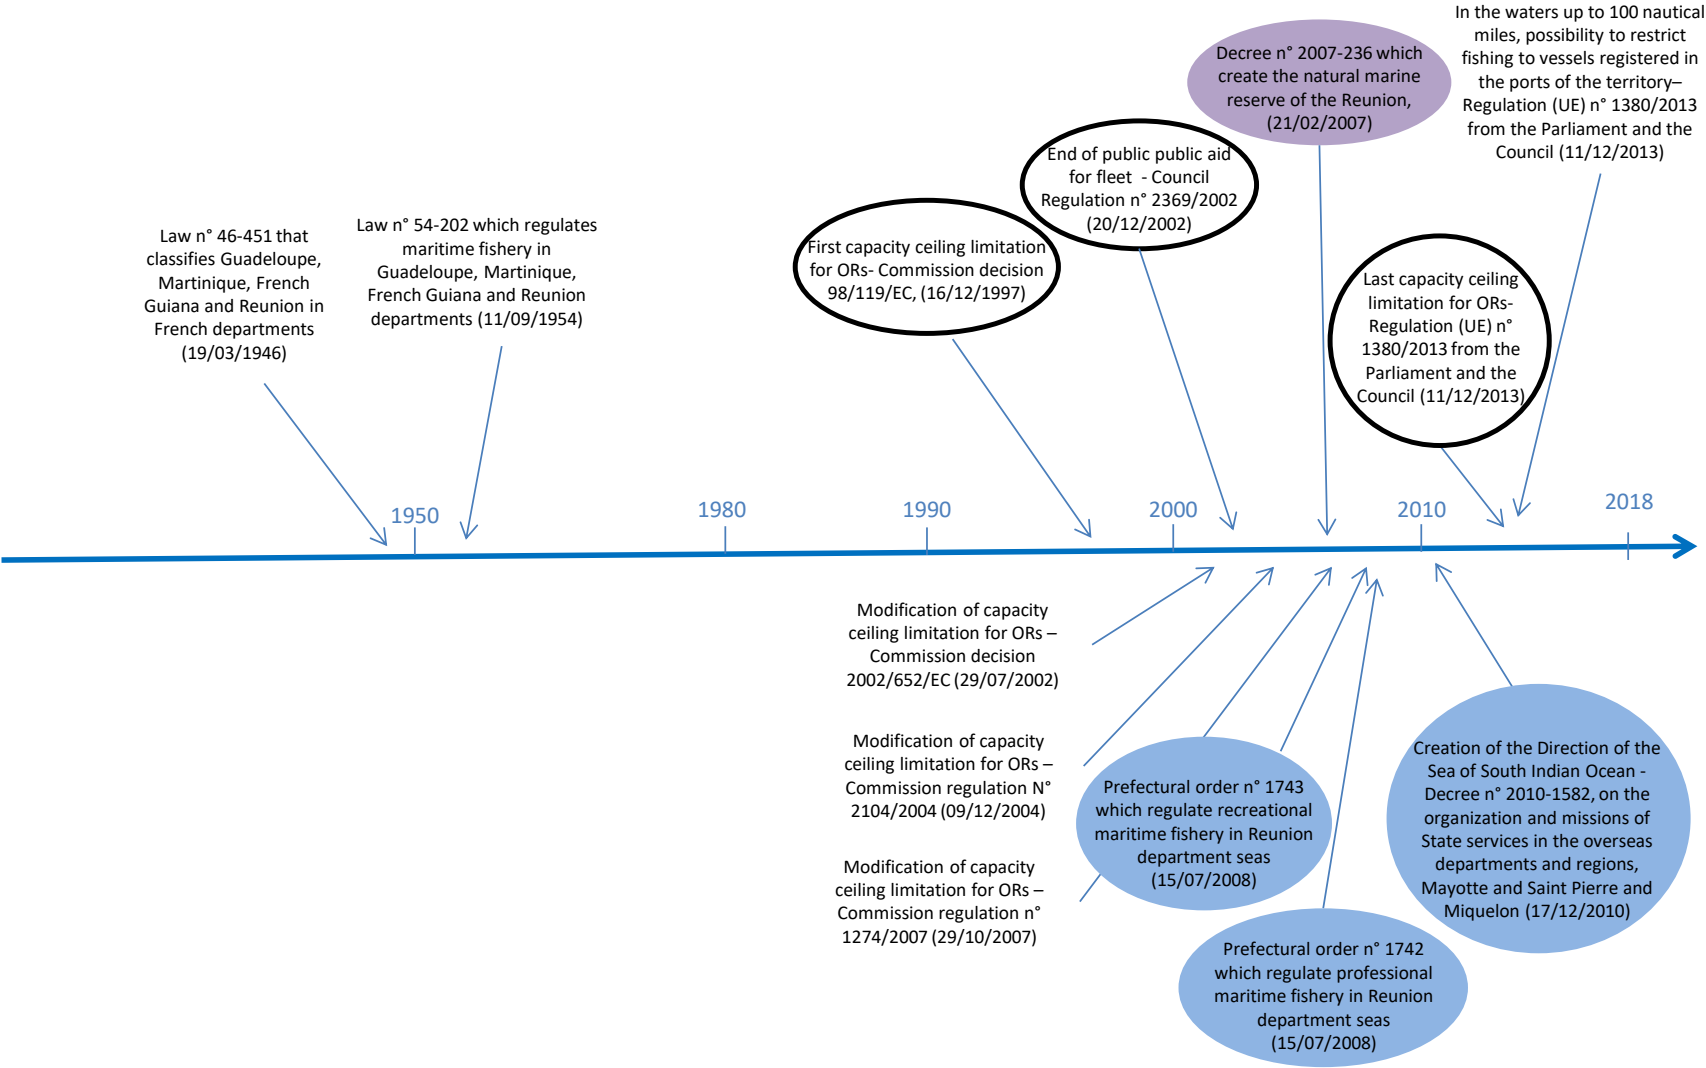 In the waters up to 100 nautical
miles, possibility to restrict
fishing to vessels registered in
the ports of the territory–
Regulation (UE) n° 1380/2013
from the Parliament and the
Council (11/12/2013)
Decree n° 2007-236 which
create the natural marine
reserve of the Reunion,
(21/02/2007)
End of public public aid
for fleet - Council
Regulation n° 2369/2002
(20/12/2002)
First capacity ceiling limitation
for ORs- Commission decision
98/119/EC, (16/12/1997)
Law n° 54-202 which regulates
maritime fishery in
Guadeloupe, Martinique,
French Guiana and Reunion
departments (11/09/1954)
Law n° 46-451 that
classifies Guadeloupe,
Martinique, French
Guiana and Reunion in
French departments
(19/03/1946)
Last capacity ceiling
limitation for ORs-
Regulation (UE) n°
1380/2013 from the
Parliament and the
Council (11/12/2013)
1950
1980
1990
2000
2010
2018
Modification of capacity
ceiling limitation for ORs –
Commission decision
2002/652/EC (29/07/2002)
Modification of capacity
ceiling limitation for ORs –
Commission regulation N°
2104/2004 (09/12/2004)
Modification of capacity
ceiling limitation for ORs –
Commission regulation n°
1274/2007 (29/10/2007)
Prefectural order n° 1743
which regulate recreational
maritime fishery in Reunion
department seas
(15/07/2008)
Prefectural order n° 1742
which regulate professional
maritime fishery in Reunion
department seas
(15/07/2008)
Creation of the Direction of the
Sea of South Indian Ocean -
Decree n° 2010-1582, on the
organization and missions of
State services in the overseas
departments and regions,
Mayotte and Saint Pierre and
Miquelon (17/12/2010)